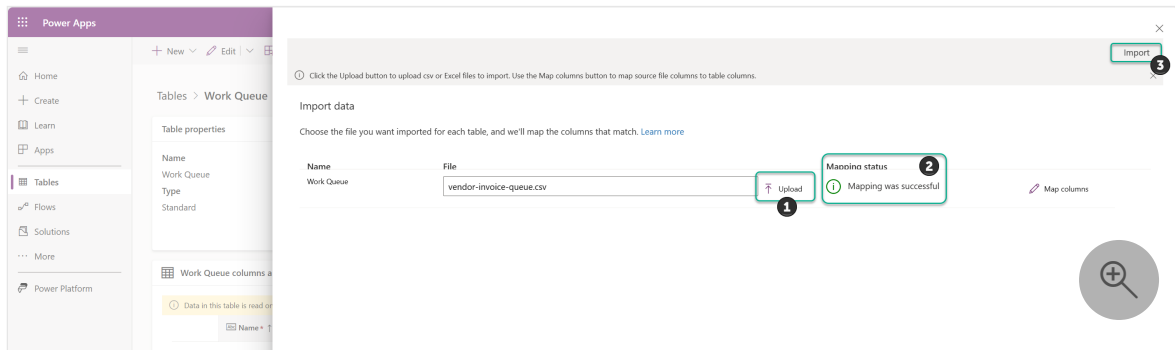 Power Apps
Home
Create
Learn
Apps
Tables
Flows
Solutions
More
Power Platform
New
Edit
Tables > Work Queue
Table properties
Name
Work Queue
Type
Standard
Work Queue columns a
Data in this table is read or
Abc Name * ↑
Import
3
Click the Upload button to upload csv or Excel files to import. Use the Map columns button to map source file columns to table columns.
Import data
Choose the file you want imported for each table, and we'll map the columns that match. Learn more
Name File Mapping status 2
Work Queue vendor-invoice-queue.csv Upload Mapping was successful Map columns
1